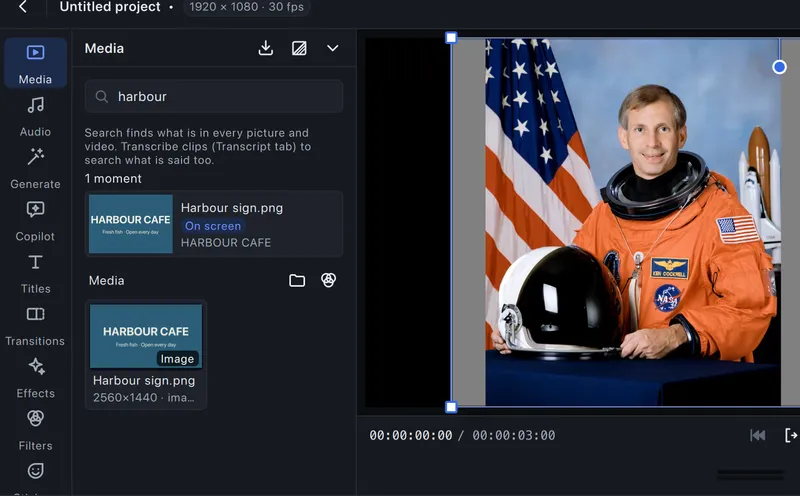 Untitled project •
1920 × 1080 · 30 fps
Media
Audio
Generate
Copilot
Titles
Transitions
Effects
Filters
Media
harbour
Search finds what is in every picture and
video. Transcribe clips (Transcript tab) to
search what is said too.
1 moment
HARBOUR CAFE
Fresh fish · Open every day
Harbour sign.png
On screen
HARBOUR CAFE
Media
HARBOUR CAFE
Fresh fish · Open every day
Image
Harbour sign.png
2560×1440 · ima…
KEN COCKRELL
NASA
00:00:00:00 / 00:00:03:00